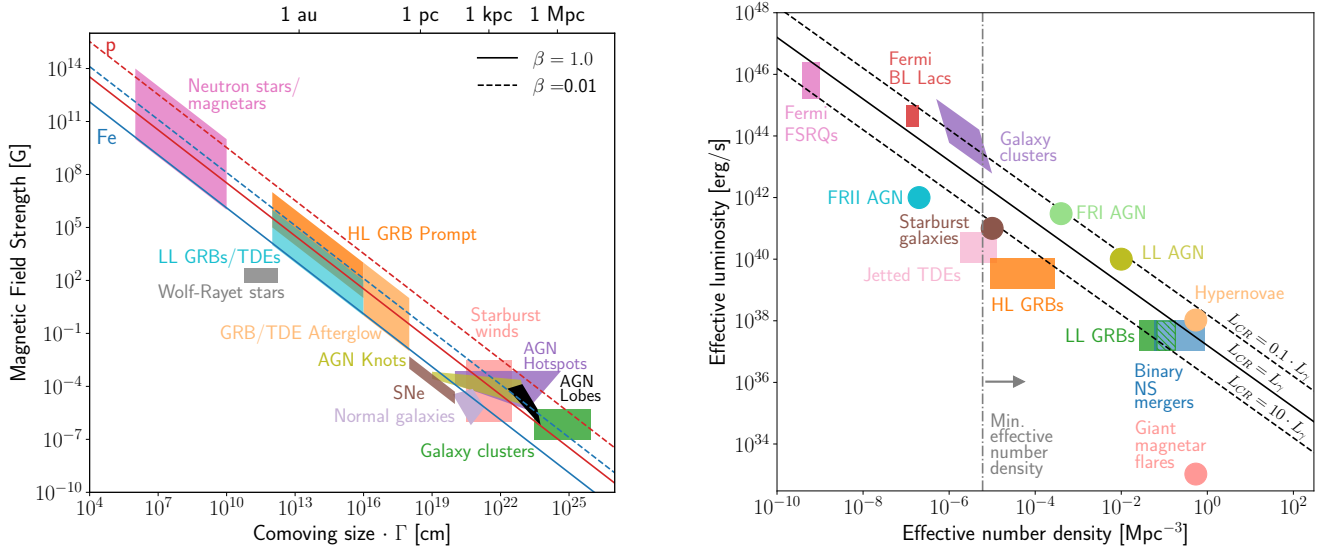 1 au
1 pc
1 kpc
1 Mpc
p
β = 1.0
β =0.01
Neutron stars/
magnetars
Fe
HL GRB Prompt
LL GRBs/TDEs
Wolf-Rayet stars
GRB/TDE Afterglow
Starburst
winds
AGN Knots
AGN
Hotspots
SNe
AGN
Lobes
Normal galaxies
Galaxy clusters
10^14
10^11
10^8
10^5
10^2
10^−1
10^−4
10^−7
10^−10
Magnetic Field Strength [G]
10^4
10^7
10^10
10^13
10^16
10^19
10^22
10^25
Comoving size · Γ [cm]
10^48
10^46
10^44
10^42
10^40
10^38
10^36
10^34
Effective luminosity [erg/s]
Fermi
BL Lacs
Fermi
FSRQs
Galaxy
clusters
FRII AGN
FRI AGN
Starburst
galaxies
LL AGN
Jetted TDEs
HL GRBs
Hypernovae
LL GRBs
L_CR = 0.1 · L_γ
L_CR = L_γ
L_CR = 10 · L_γ
Binary
NS
mergers
Min.
effective
number
density
Giant
magnetar
flares
10^−10
10^−8
10^−6
10^−4
10^−2
10^0
10^2
Effective number density [Mpc^−3]